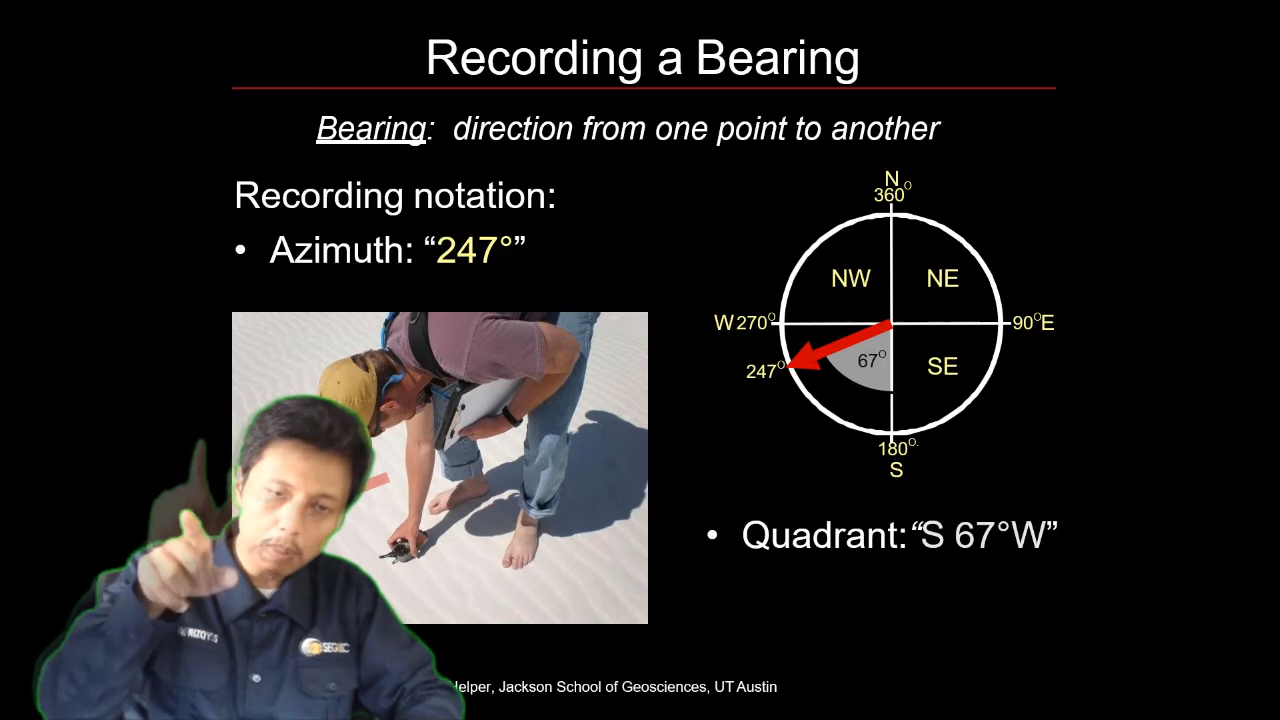 Recording a Bearing
Bearing: direction from one point to another
Recording notation:
• Azimuth: “247°”
N
360°
NW
NE
W 270°
90°E
247°
67°
SE
180°
S
• Quadrant:“S 67°W”
SEGIC
Helper, Jackson School of Geosciences, UT Austin